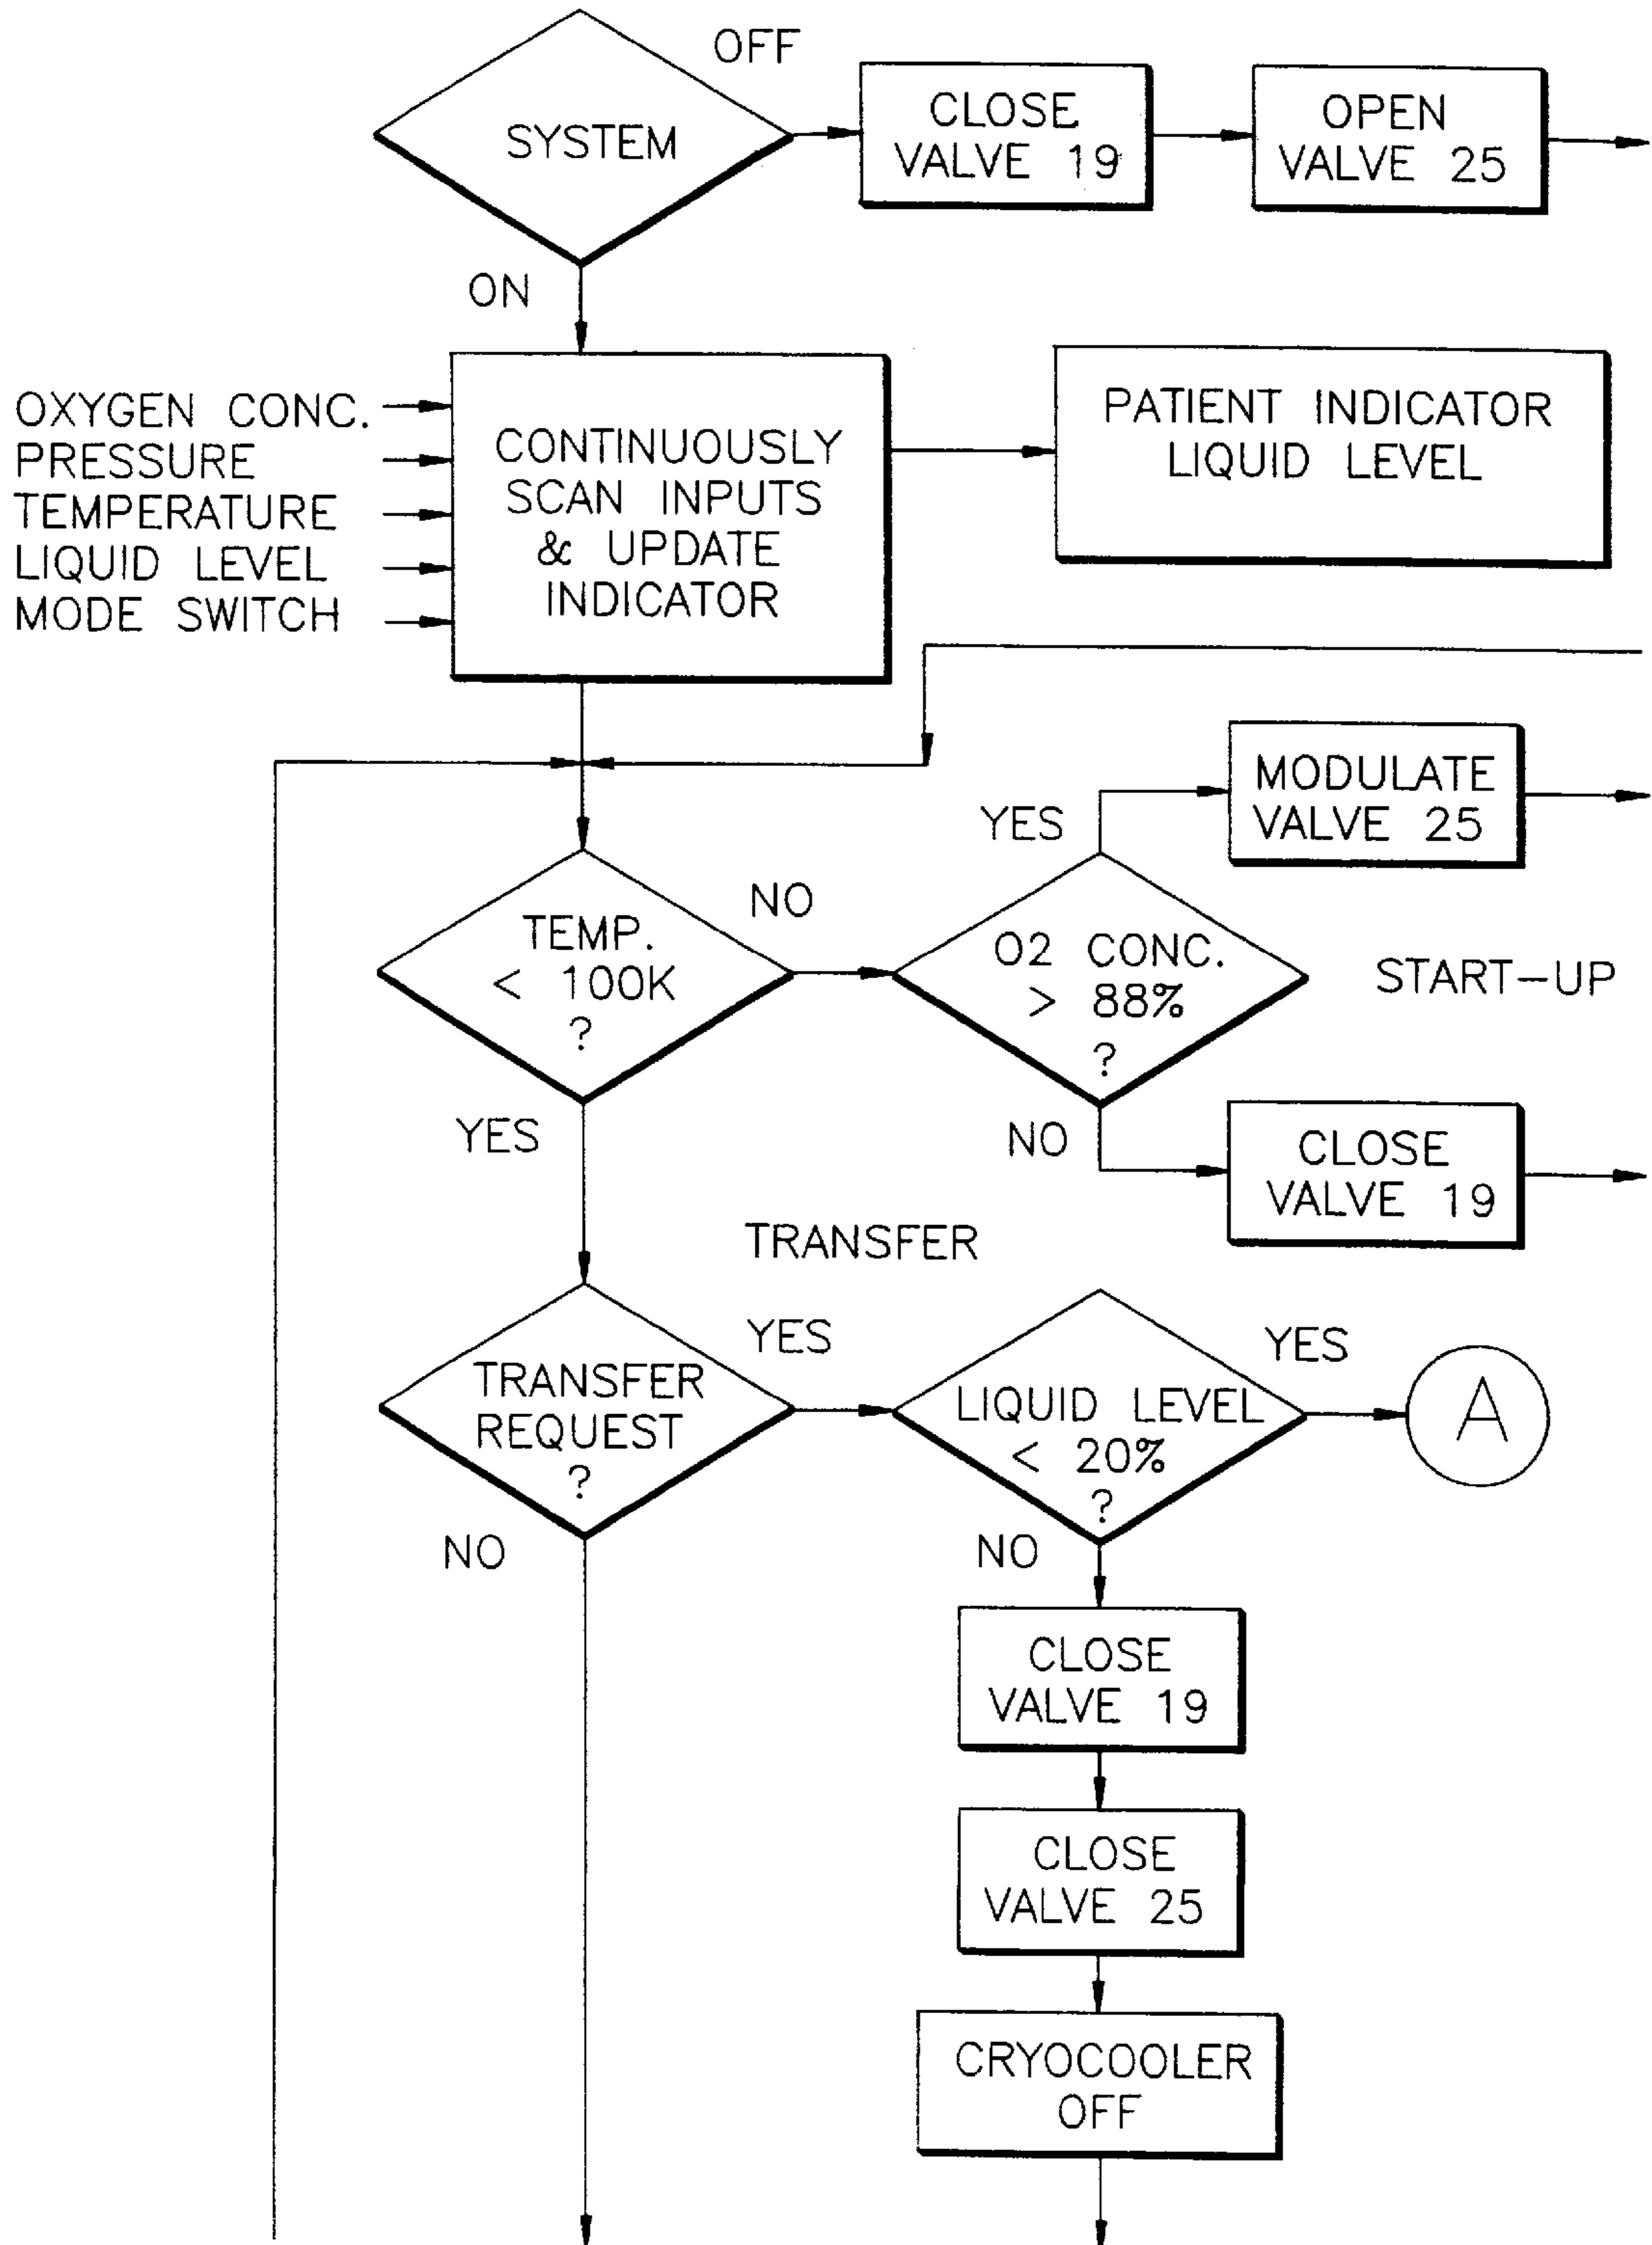 OFF
SYSTEM
CLOSE
VALVE 19
OPEN
VALVE 25
ON
OXYGEN CONC.
PRESSURE
TEMPERATURE
LIQUID LEVEL
MODE SWITCH
CONTINUOUSLY
SCAN INPUTS
& UPDATE
INDICATOR
PATIENT INDICATOR
LIQUID LEVEL
MODULATE
VALVE 25
YES
NO
TEMP.
< 100K
?
O2 CONC.
> 88%
?
START-UP
YES
NO
CLOSE
VALVE 19
TRANSFER
YES
YES
TRANSFER
REQUEST
?
LIQUID LEVEL
< 20%
?
A
NO
NO
CLOSE
VALVE 19
CLOSE
VALVE 25
CRYOCOOLER
OFF